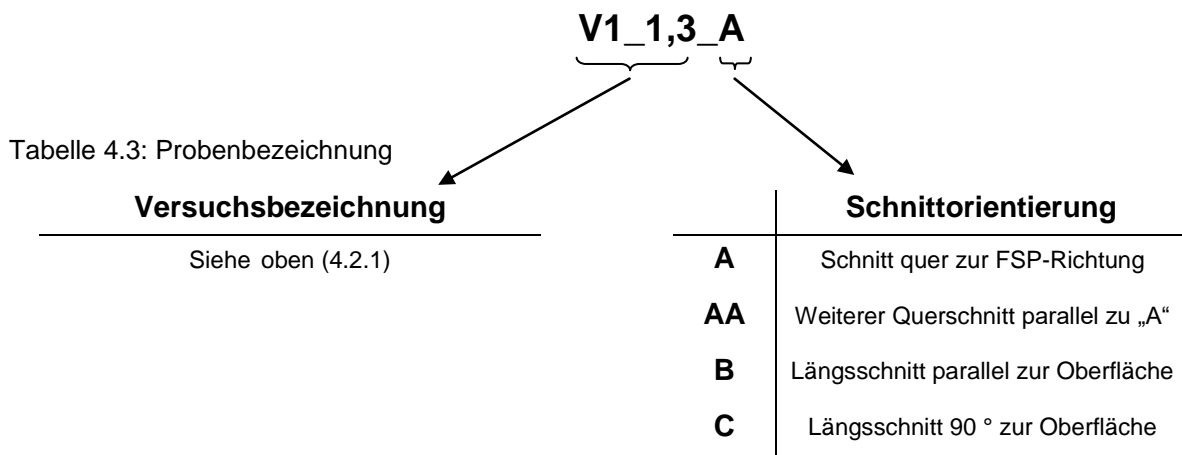 V1_1,3_A
Tabelle 4.3: Probenbezeichnung
Versuchsbezeichnung
Siehe oben (4.2.1)
Schnittorientierung
A Schnitt quer zur FSP-Richtung
AA Weiterer Querschnitt parallel zu „A“
B Längsschnitt parallel zur Oberfläche
C Längsschnitt 90 ° zur Oberfläche